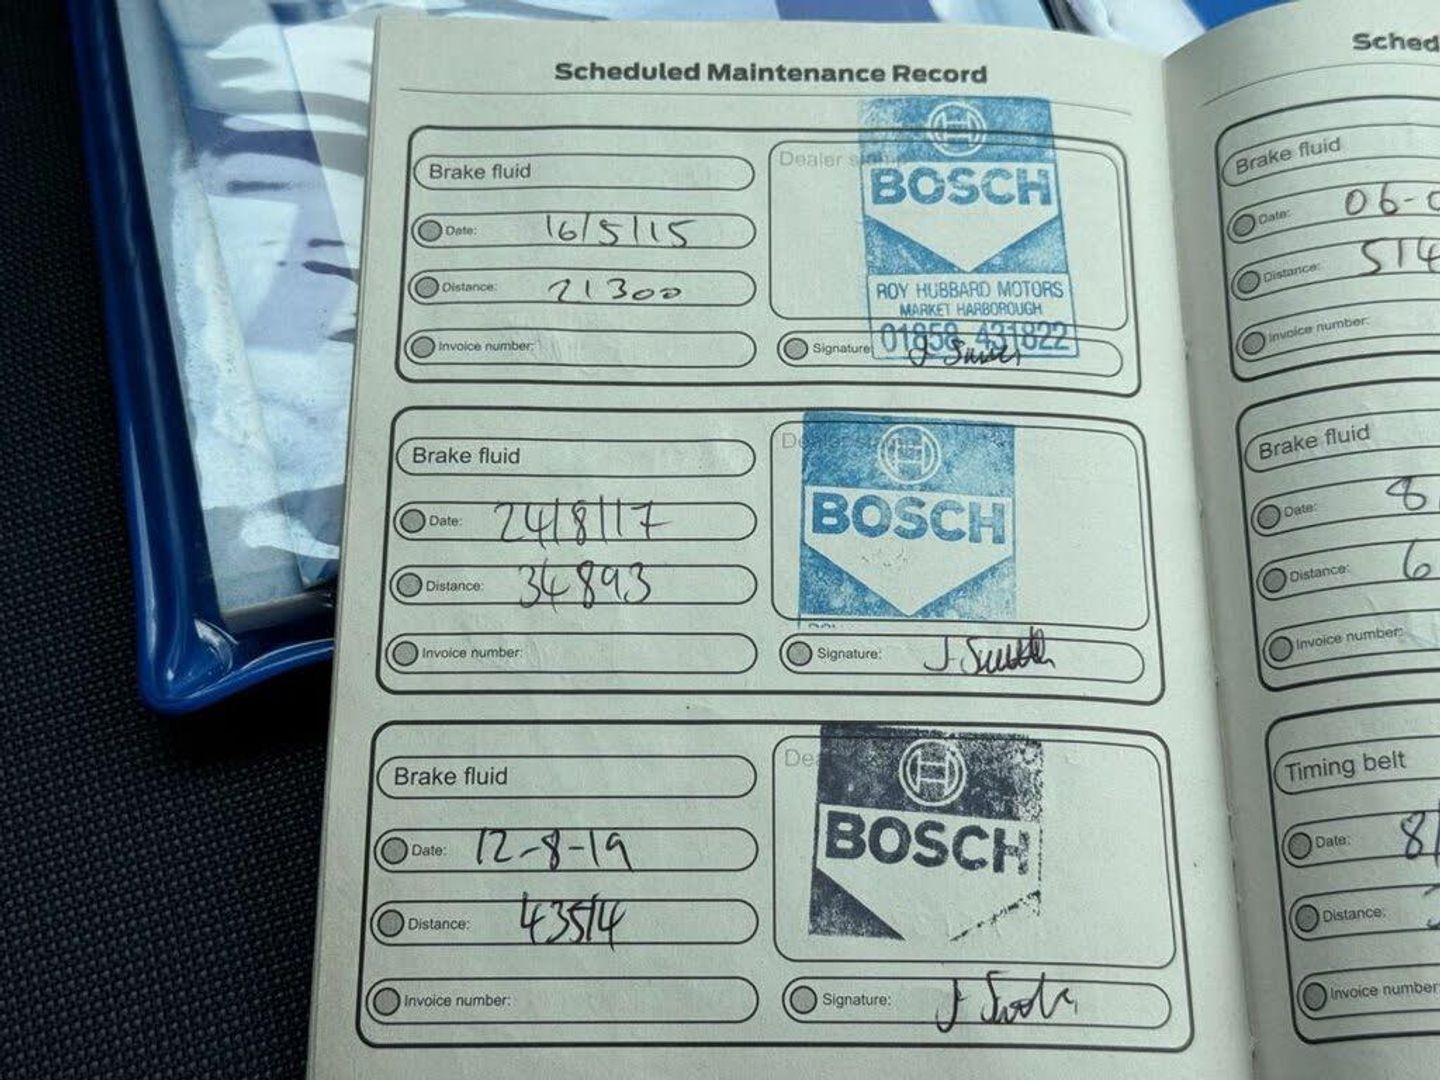 Scheduled Maintenance Record
Brake fluid
Date: 16/5/15
Distance: 21300
Invoice number:
Dealer stamp
BOSCH
ROY HUBBARD MOTORS
MARKET HARBOROUGH
01858 431822
Signature J Smith
Brake fluid
Date: 24/8/17
Distance: 34893
Invoice number:
BOSCH
Signature: J Smith
Brake fluid
Date: 12-8-19
Distance: 43514
Invoice number:
BOSCH
Signature:
Sched
Brake fluid
Date: 06-0
Distance: 514
Invoice number:
Brake fluid
Date: 8
Distance: 6
Invoice number:
Timing belt
Date: 8/
Distance:
Invoice number